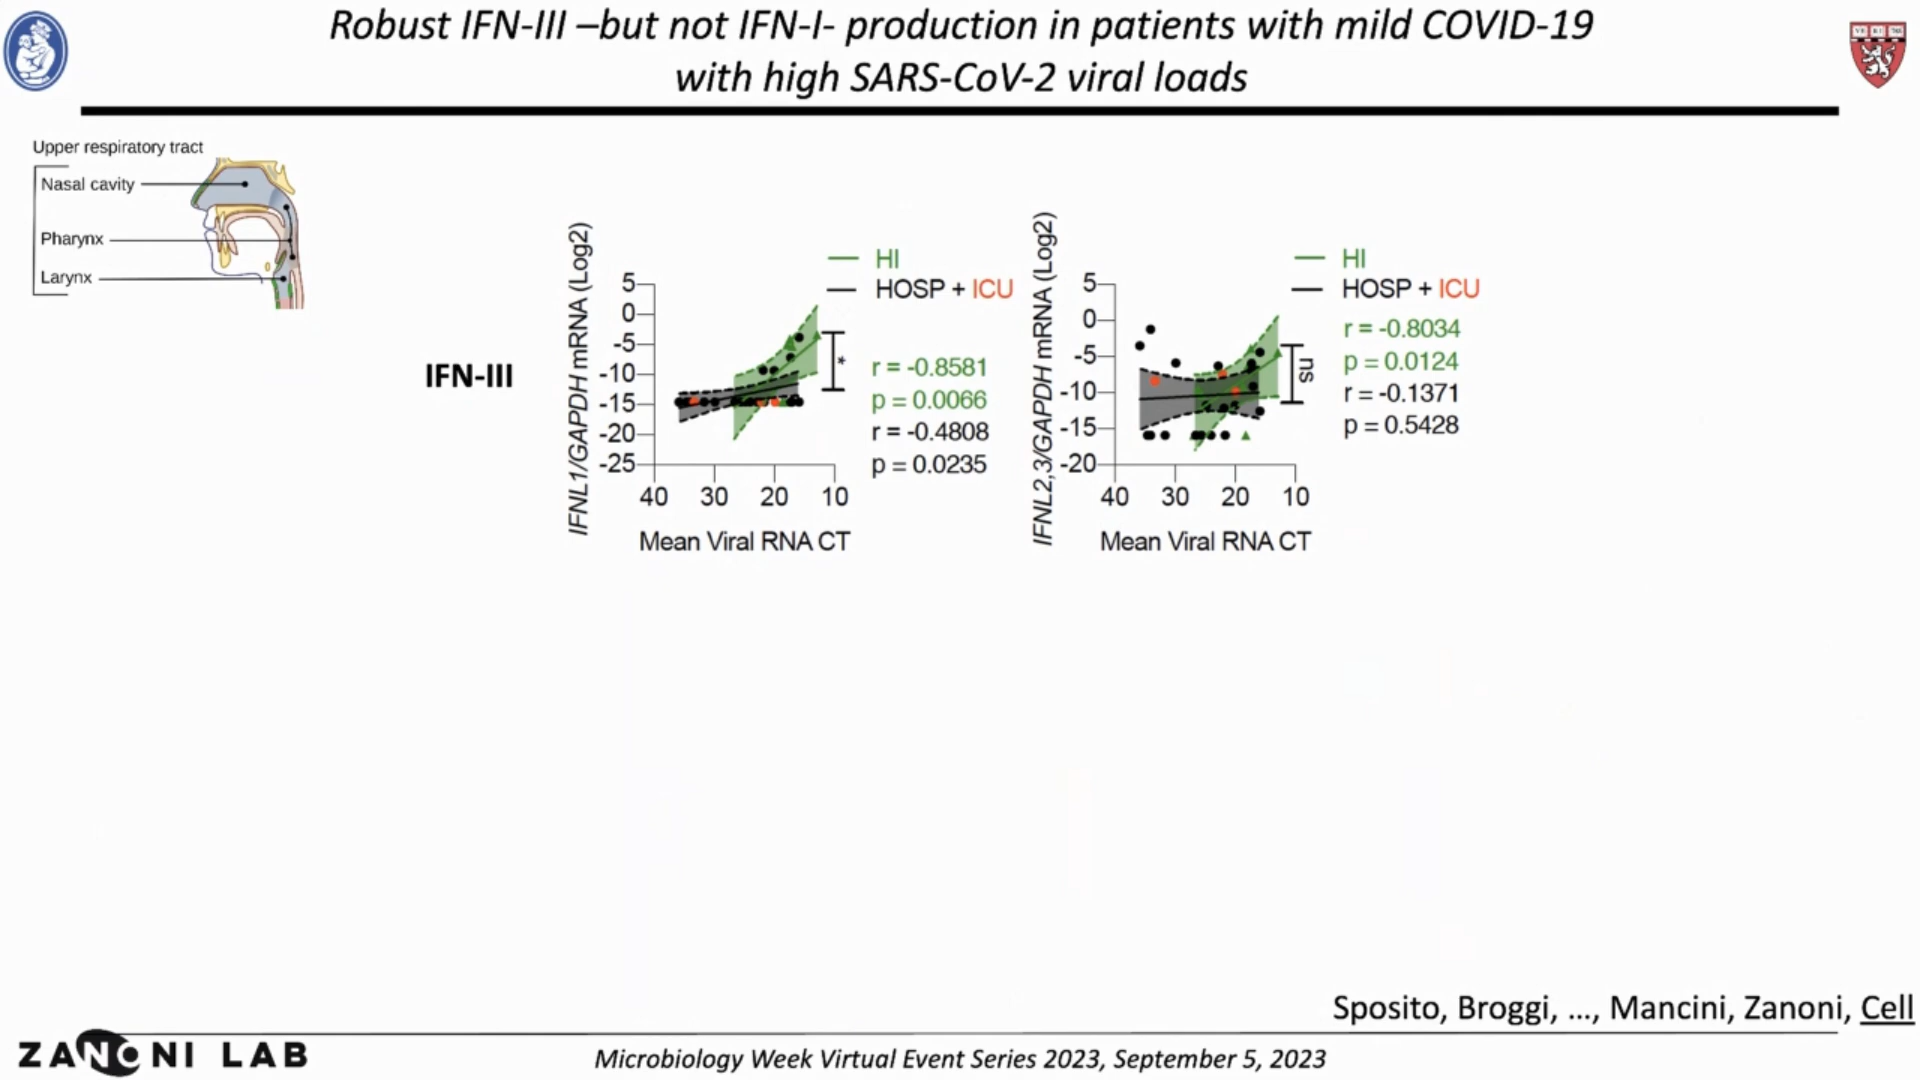 Robust IFN-III –but not IFN-I- production in patients with mild COVID-19
with high SARS-CoV-2 viral loads
Upper respiratory tract
Nasal cavity
Pharynx
Larynx
IFN-III
IFNL1/GAPDH mRNA (Log2)
5
0
-5
-10
-15
-20
-25
40 30 20 10
Mean Viral RNA CT
HI
HOSP + ICU
*
r = -0.8581
p = 0.0066
r = -0.4808
p = 0.0235
IFNL2,3/GAPDH mRNA (Log2)
5
0
-5
-10
-15
-20
40 30 20 10
Mean Viral RNA CT
HI
HOSP + ICU
ns
r = -0.8034
p = 0.0124
r = -0.1371
p = 0.5428
Sposito, Broggi, ..., Mancini, Zanoni, Cell
ZANONI LAB
Microbiology Week Virtual Event Series 2023, September 5, 2023